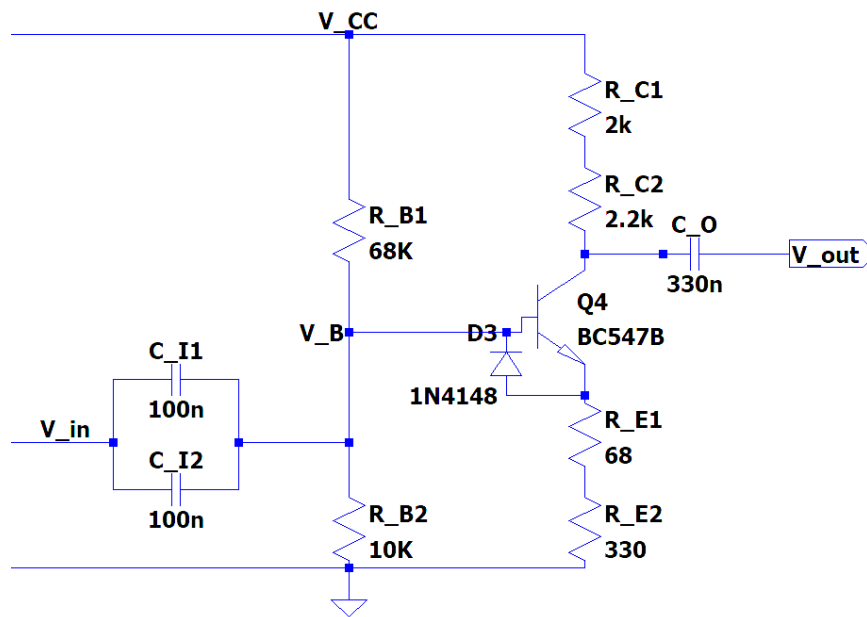 V_CC
R_C1
2k
R_C2
2.2k
R_B1
68K
C_O
V_out
330n
Q4
V_B
D3
BC547B
C_I1
100n
1N4148
V_in
R_E1
68
C_I2
100n
R_B2
10K
R_E2
330